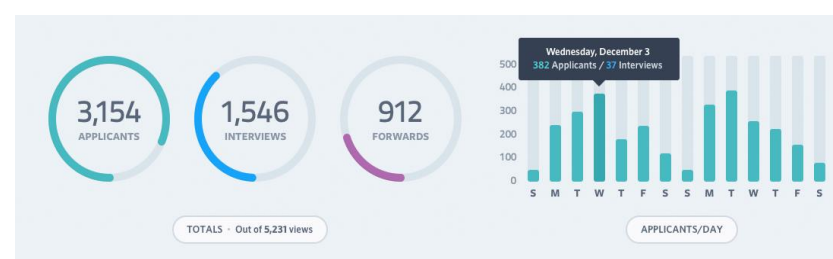 3,154
APPLICANTS
1,546
INTERVIEWS
912
FORWARDS
TOTALS · Out of 5,231 views
Wednesday, December 3
382 Applicants / 37 Interviews
500
400
300
200
100
0
S M T W T F S S M T W T F S
APPLICANTS/DAY